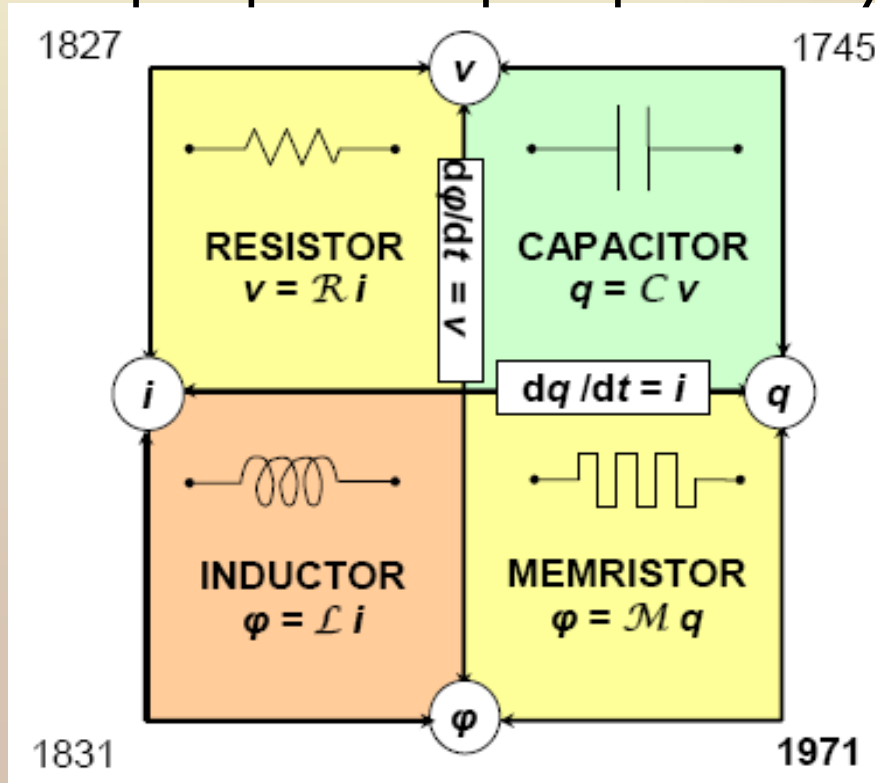 1827
v
1745
RESISTOR
v = ℛ i
dφ/dt = v
CAPACITOR
q = C v
i
dq /dt = i
q
INDUCTOR
φ = ℒ i
MEMRISTOR
φ = ℳ q
1831
φ
1971